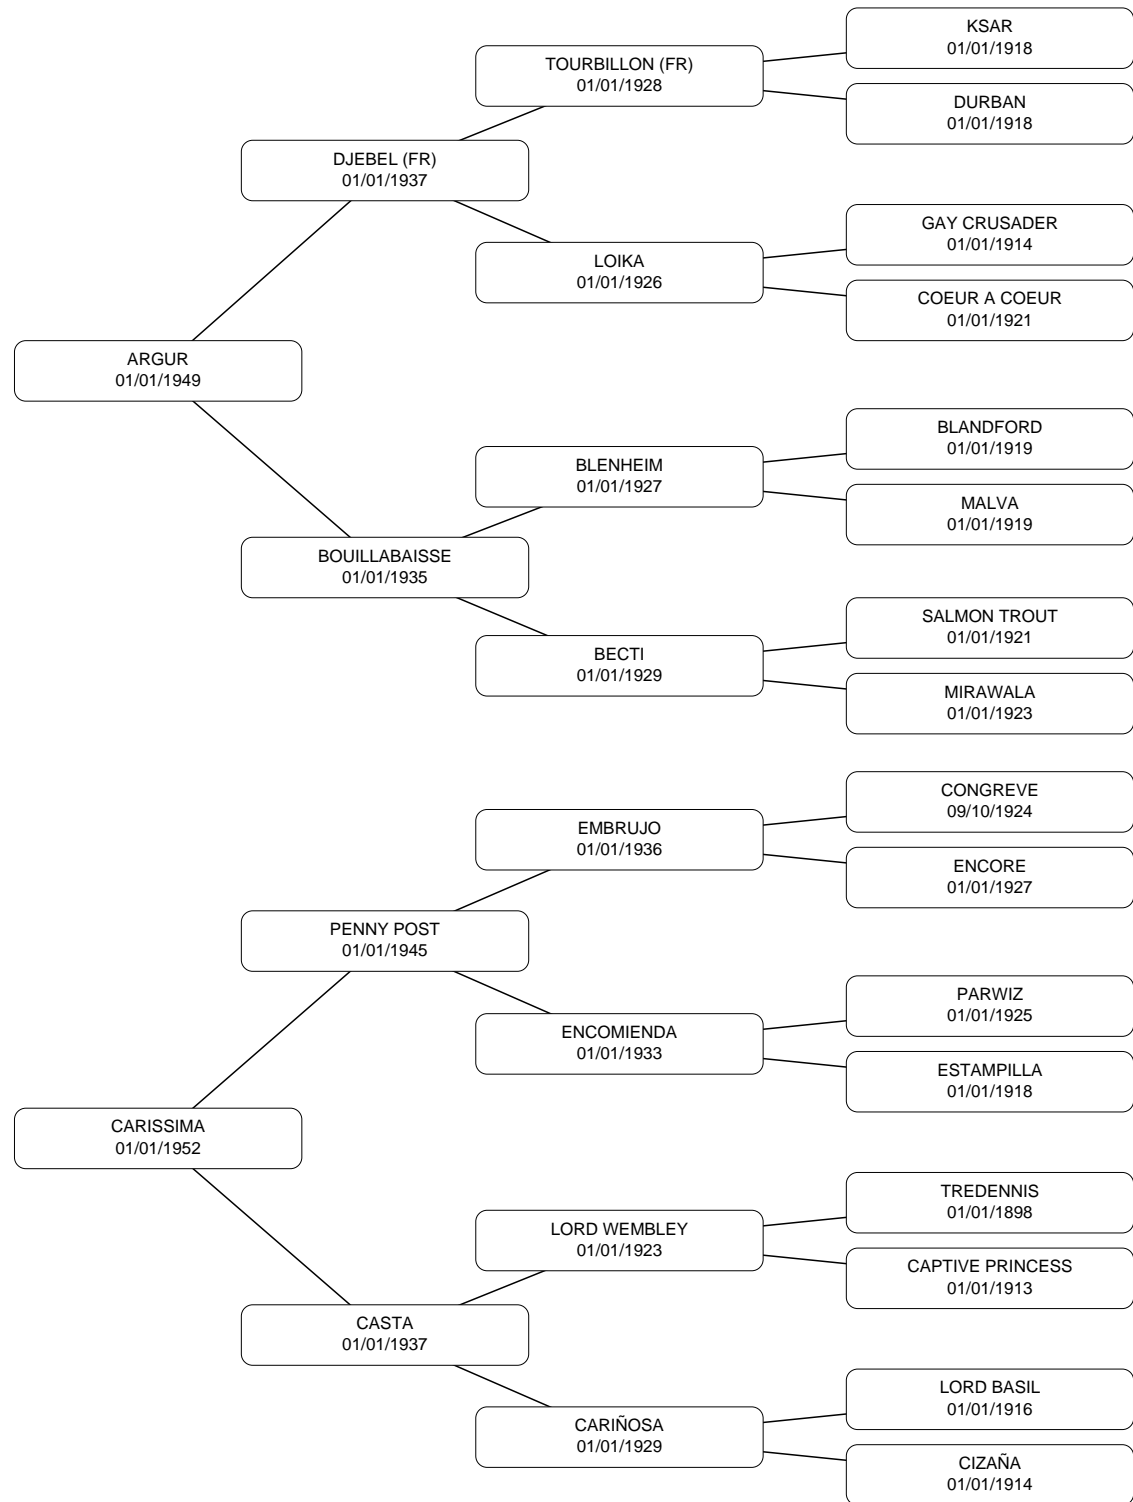 KSAR
01/01/1918
TOURBILLON (FR)
01/01/1928
DURBAN
01/01/1918
DJEBEL (FR)
01/01/1937
GAY CRUSADER
01/01/1914
LOIKA
01/01/1926
COEUR A COEUR
01/01/1921
ARGUR
01/01/1949
BLANDFORD
01/01/1919
BLENHEIM
01/01/1927
MALVA
01/01/1919
BOUILLABAISSE
01/01/1935
SALMON TROUT
01/01/1921
BECTI
01/01/1929
MIRAWALA
01/01/1923
CONGREVE
09/10/1924
EMBRUJO
01/01/1936
ENCORE
01/01/1927
PENNY POST
01/01/1945
PARWIZ
01/01/1925
ENCOMIENDA
01/01/1933
ESTAMPILLA
01/01/1918
CARISSIMA
01/01/1952
TREDENNIS
01/01/1898
LORD WEMBLEY
01/01/1923
CAPTIVE PRINCESS
01/01/1913
CASTA
01/01/1937
LORD BASIL
01/01/1916
CARIÑOSA
01/01/1929
CIZAÑA
01/01/1914